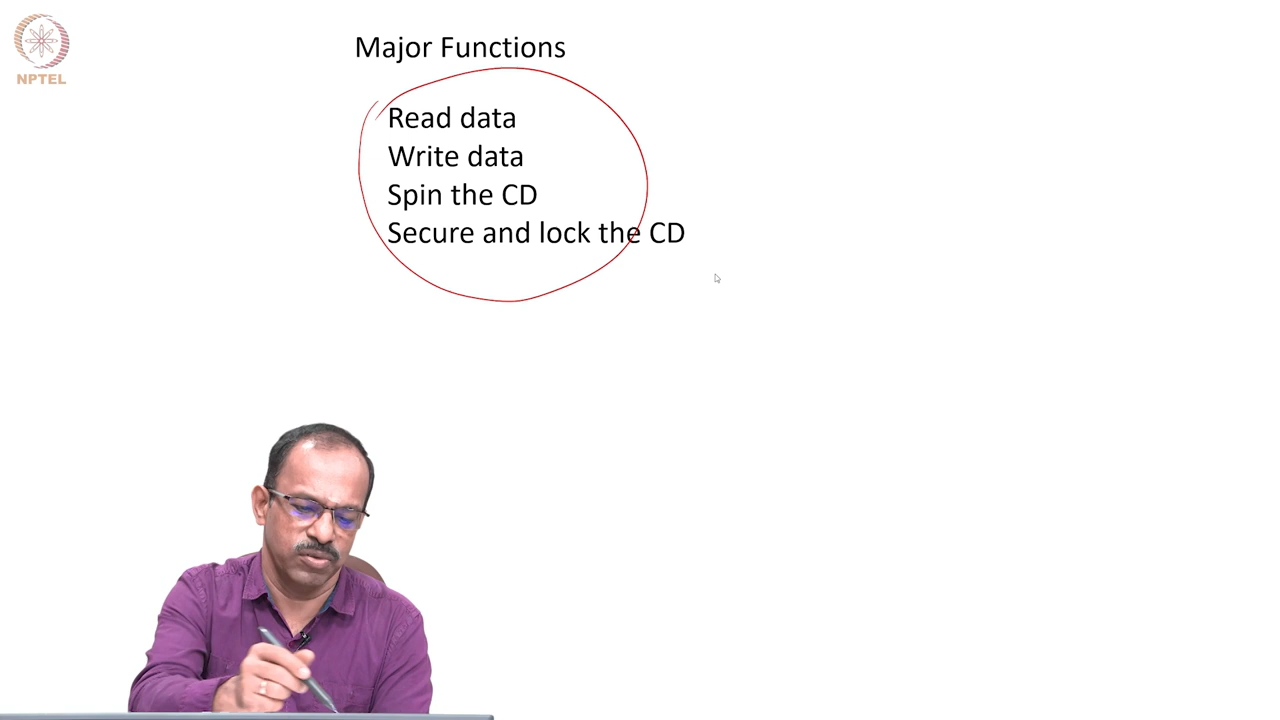 NPTEL
Major Functions
Read data
Write data
Spin the CD
Secure and lock the CD